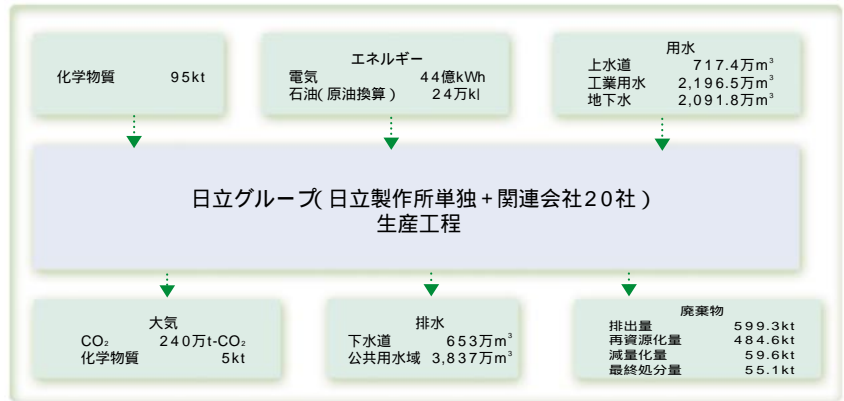 化学物質 95kt
エネルギー
電気 44億kWh
石油(原油換算) 24万kl
用水
上水道 717.4万m³
工業用水 2,196.5万m³
地下水 2,091.8万m³
日立グループ(日立製作所単独+関連会社20社)
生産工程
大気
CO₂ 240万t-CO₂
化学物質 5kt
排水
下水道 653万m³
公共用水域 3,837万m³
廃棄物
排出量 599.3kt
再資源化量 484.6kt
減量化量 59.6kt
最終処分量 55.1kt